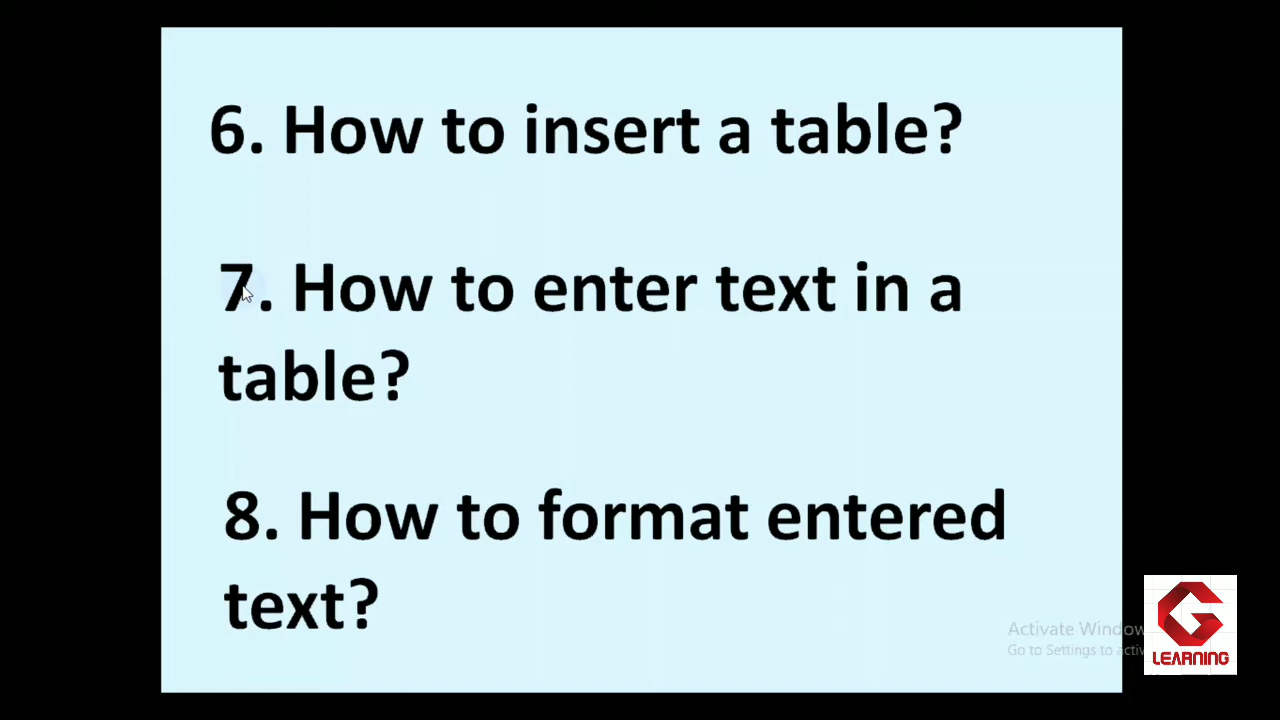 6. How to insert a table?
7. How to enter text in a
table?
8. How to format entered
text?
Activate Window
Go to Settings to activ
LEARNING